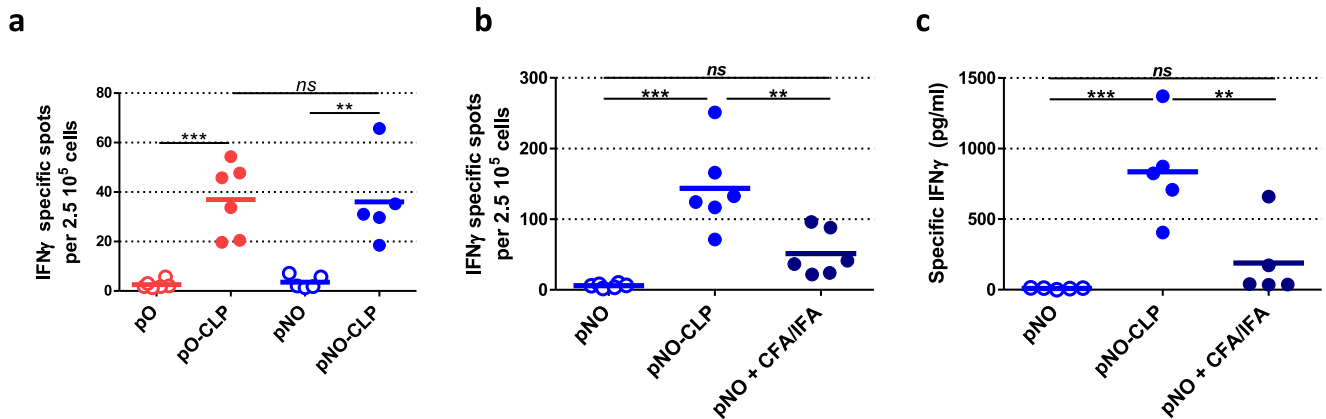 a
IFNγ specific spots
per 2.5 10⁵ cells
80
60
40
20
0
***
ns
**
pO
pO-CLP
pNO
pNO-CLP
b
IFNγ specific spots
per 2.5 10⁵ cells
300
200
100
0
ns
***
**
pNO
pNO-CLP
pNO + CFA/IFA
c
Specific IFNγ (pg/ml)
1500
1000
500
0
ns
***
**
pNO
pNO-CLP
pNO + CFA/IFA